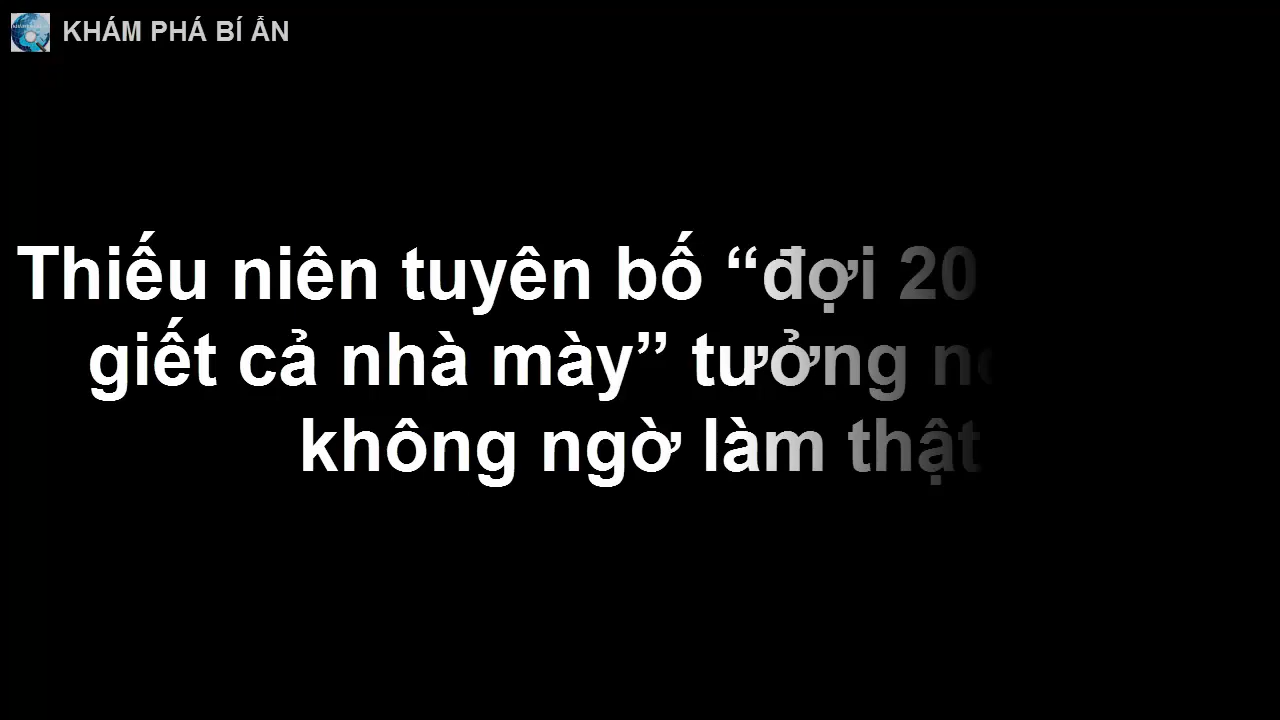 KHÁM PHÁ BÍ ẨN
Thiếu niên tuyên bố “đợi 20
giết cả nhà mày” tưởng
không ngờ làm thật